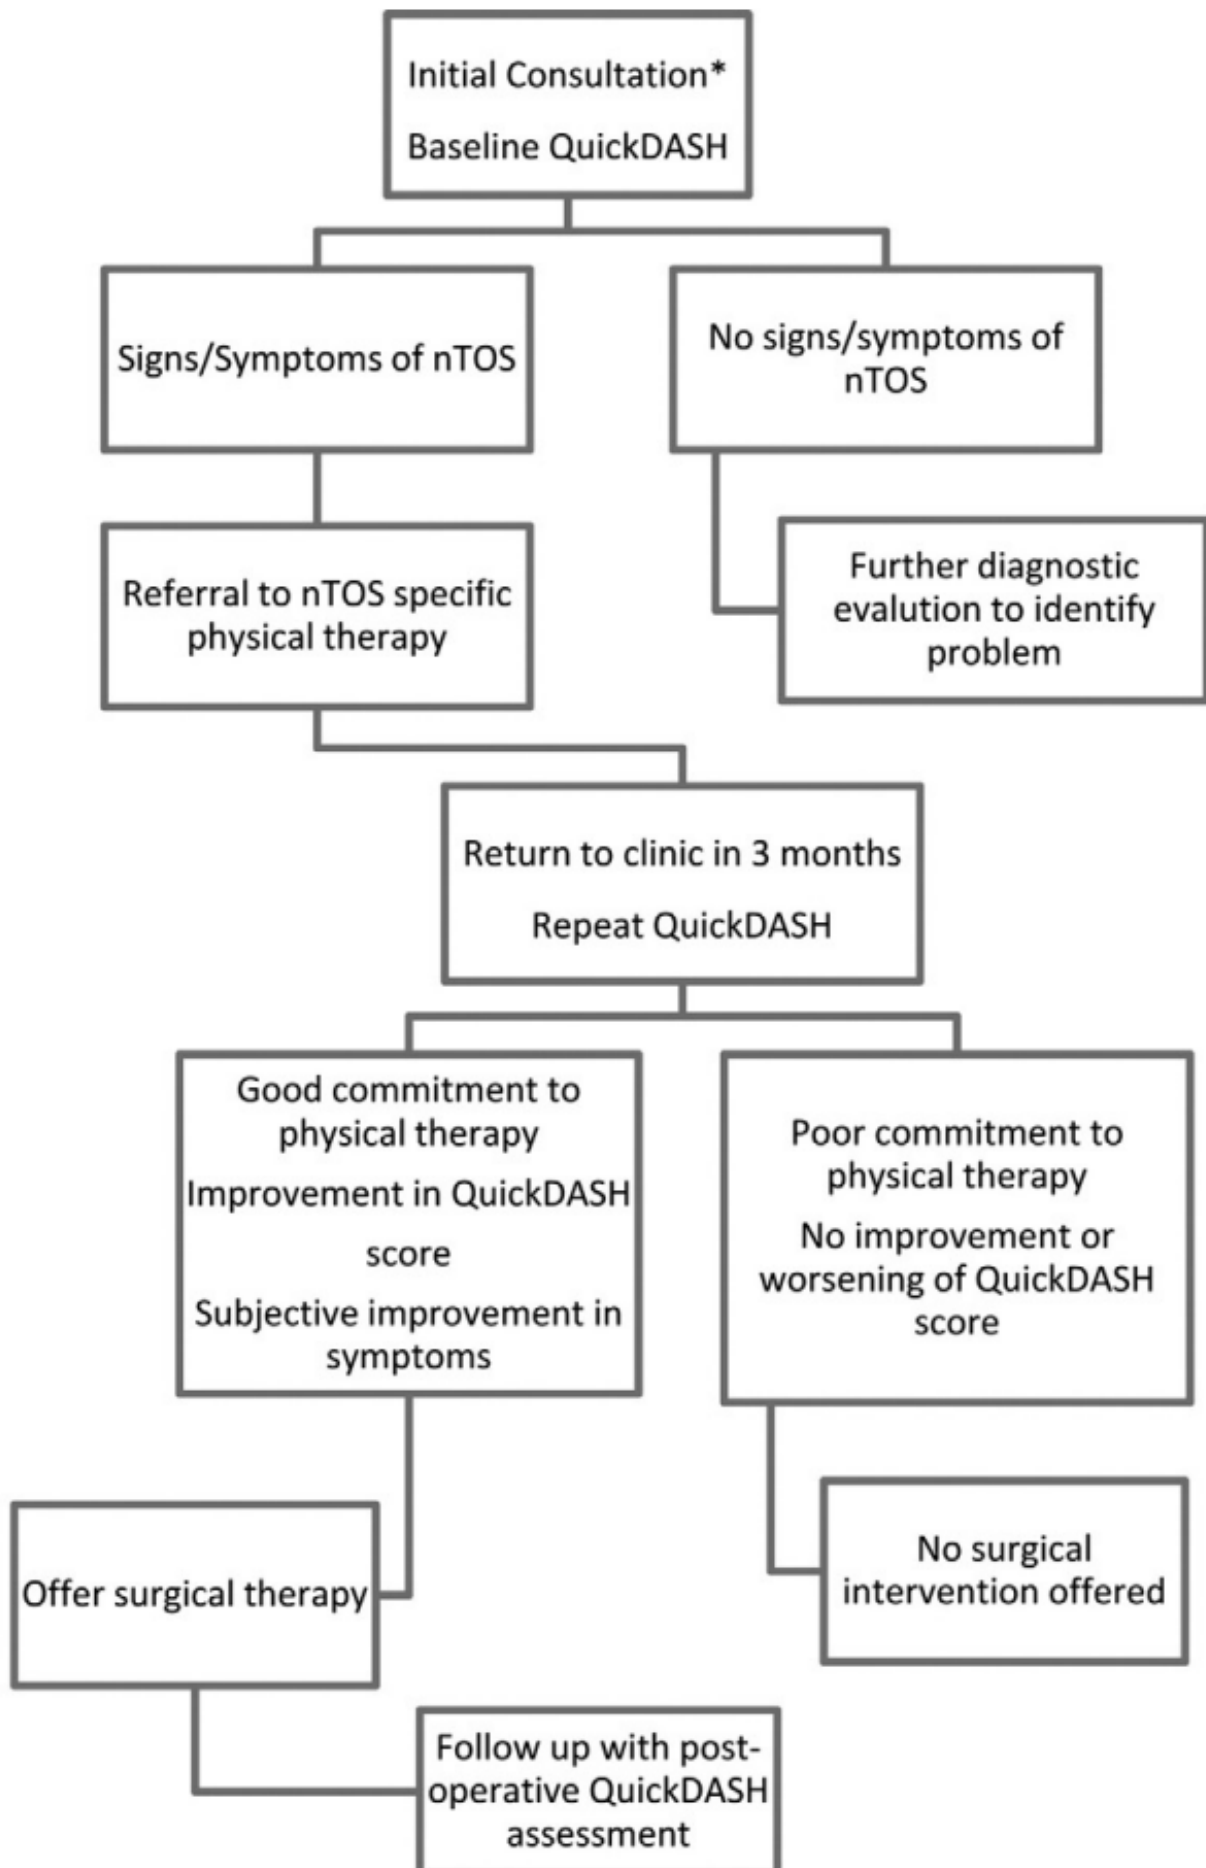 Initial Consultation*
Baseline QuickDASH
Signs/Symptoms of nTOS
No signs/symptoms of
nTOS
Referral to nTOS specific
physical therapy
Further diagnostic
evalution to identify
problem
Return to clinic in 3 months
Repeat QuickDASH
Good commitment to
physical therapy
Improvement in QuickDASH
score
Subjective improvement in
symptoms
Poor commitment to
physical therapy
No improvement or
worsening of QuickDASH
score
Offer surgical therapy
No surgical
intervention offered
Follow up with post-
operative QuickDASH
assessment